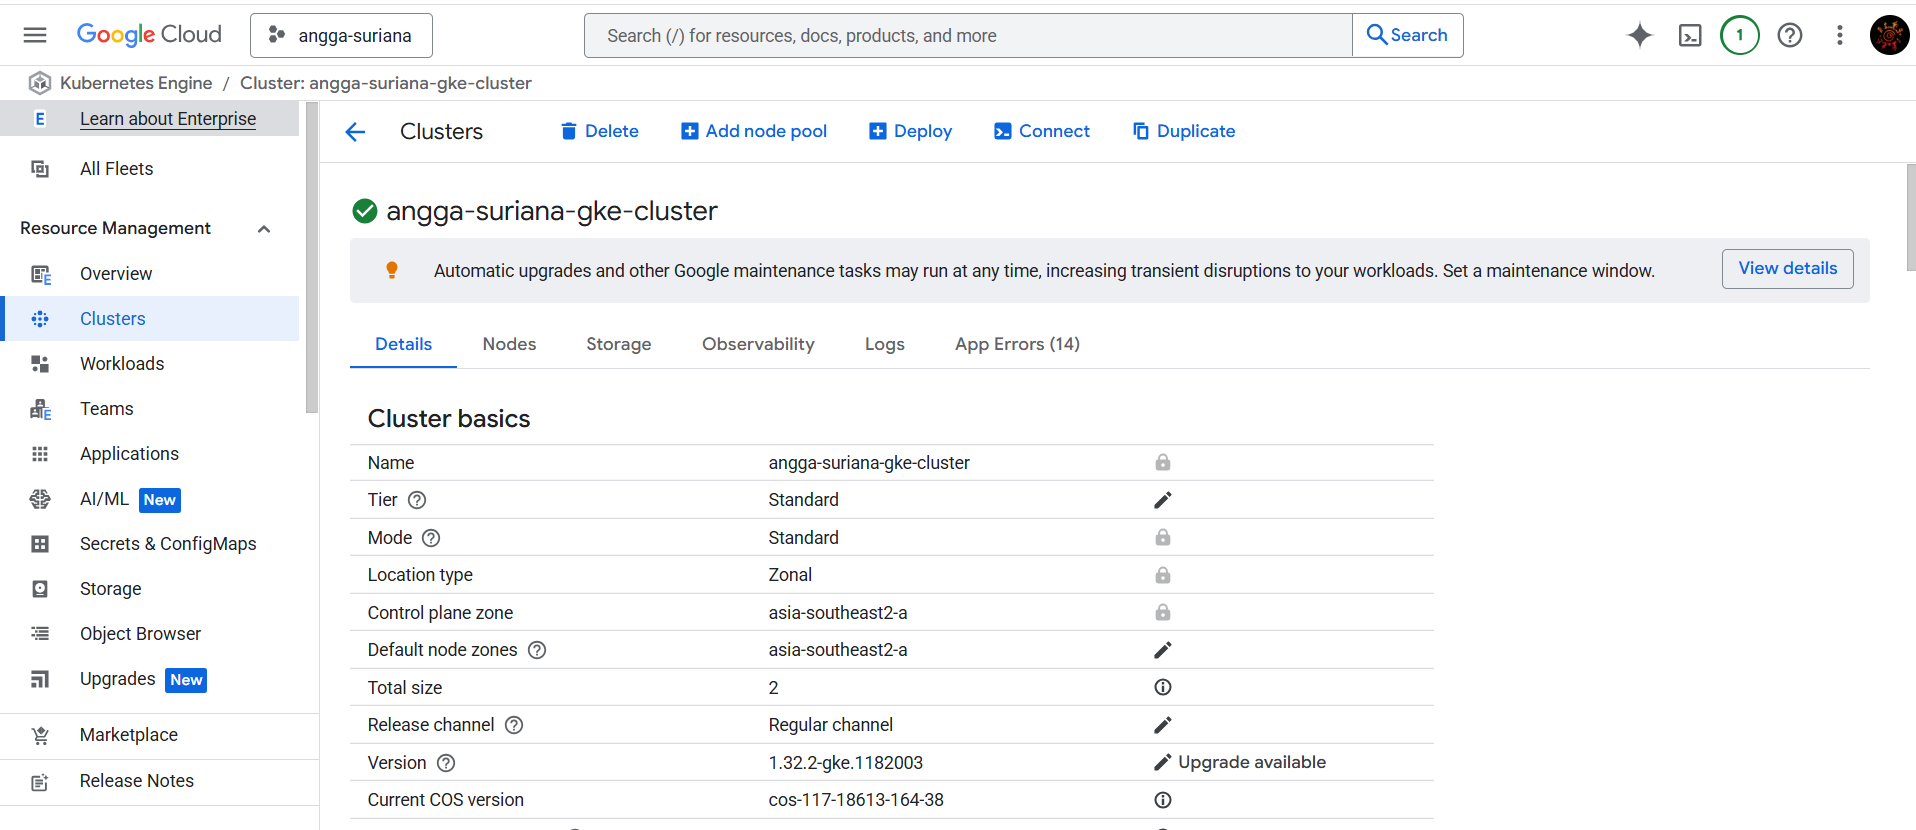 Google Cloud
angga-suriana
Search (/) for resources, docs, products, and more
Search
1
Kubernetes Engine / Cluster: angga-suriana-gke-cluster
E Learn about Enterprise
All Fleets
Resource Management
Overview
Clusters
Workloads
Teams
Applications
AI/ML New
Secrets & ConfigMaps
Storage
Object Browser
Upgrades New
Marketplace
Release Notes
Clusters
Delete
Add node pool
Deploy
Connect
Duplicate
angga-suriana-gke-cluster
Automatic upgrades and other Google maintenance tasks may run at any time, increasing transient disruptions to your workloads. Set a maintenance window.
View details
Details
Nodes
Storage
Observability
Logs
App Errors (14)
Cluster basics
Name angga-suriana-gke-cluster
Tier Standard
Mode Standard
Location type Zonal
Control plane zone asia-southeast2-a
Default node zones asia-southeast2-a
Total size 2
Release channel Regular channel
Version 1.32.2-gke.1182003 Upgrade available
Current COS version cos-117-18613-164-38